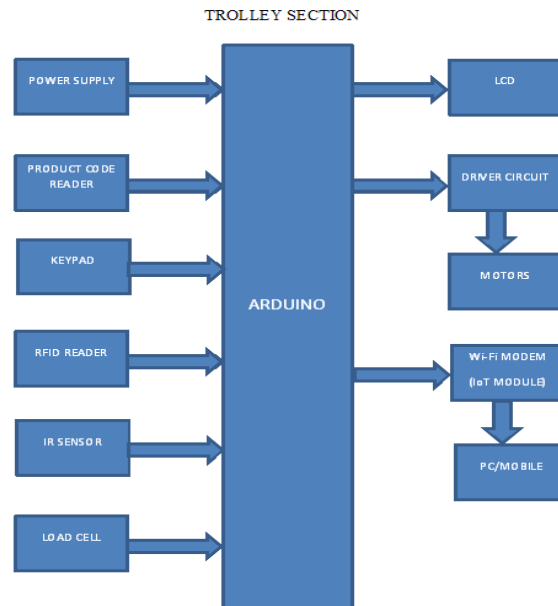 TROLLEY SECTION
POWER SUPPLY
PRODUCT CODE
READER
KEYPAD
RFID READER
IR SENSOR
LOAD CELL
ARDUINO
LCD
DRIVER CIRCUIT
MOTORS
Wi-Fi MODEM
(IoT MODULE)
PC/MOBILE